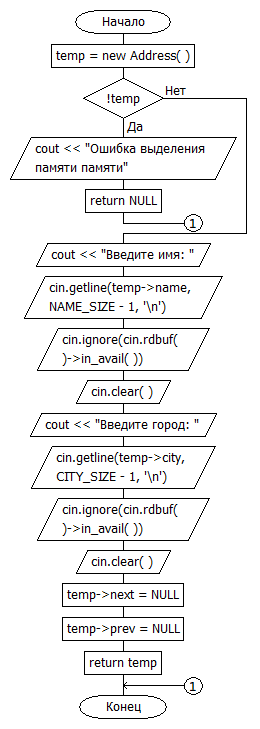 Начало
temp = new Address( )
!temp
Нет
Да
cout << "Ошибка выделения
памяти памяти"
return NULL
1
cout << "Введите имя: "
cin.getline(temp->name,
NAME_SIZE - 1, '\n')
cin.ignore(cin.rdbuf(
)->in_avail( ))
cin.clear( )
cout << "Введите город: "
cin.getline(temp->city,
CITY_SIZE - 1, '\n')
cin.ignore(cin.rdbuf(
)->in_avail( ))
cin.clear( )
temp->next = NULL
temp->prev = NULL
return temp
1
Конец